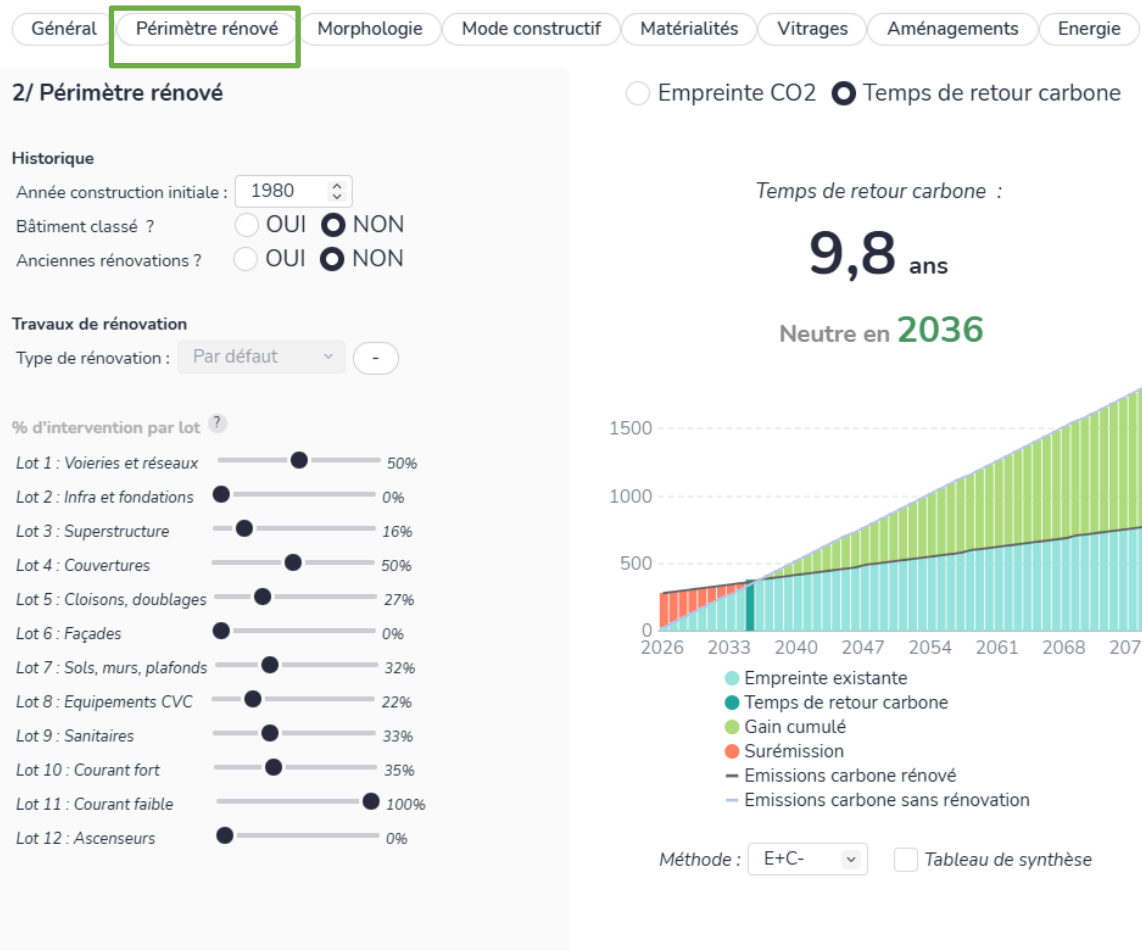 Général Périmètre rénové Morphologie Mode constructif Matérialités Vitrages Aménagements Energie
2/ Périmètre rénové
Historique
Année construction initiale : 1980
Bâtiment classé ? OUI NON
Anciennes rénovations ? OUI NON
Travaux de rénovation
Type de rénovation : Par défaut -
% d'intervention par lot ?
Lot 1 : Voieries et réseaux 50%
Lot 2 : Infra et fondations 0%
Lot 3 : Superstructure 16%
Lot 4 : Couvertures 50%
Lot 5 : Cloisons, doublages 27%
Lot 6 : Façades 0%
Lot 7 : Sols, murs, plafonds 32%
Lot 8 : Equipements CVC 22%
Lot 9 : Sanitaires 33%
Lot 10 : Courant fort 35%
Lot 11 : Courant faible 100%
Lot 12 : Ascenseurs 0%
Empreinte CO2 Temps de retour carbone
Temps de retour carbone :
9,8 ans
Neutre en 2036
1500
1000
500
0
2026 2033 2040 2047 2054 2061 2068 207
Empreinte existante
Temps de retour carbone
Gain cumulé
Surémission
Emissions carbone rénové
Emissions carbone sans rénovation
Méthode : E+C- Tableau de synthèse